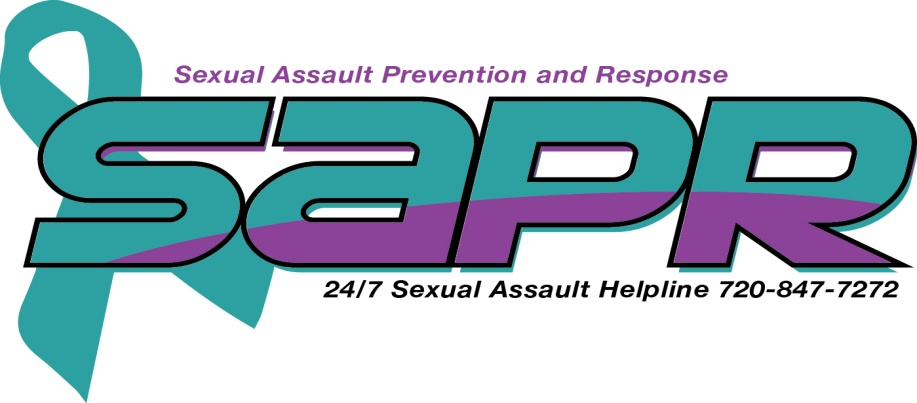 Sexual Assault Prevention and Response
SAPR
24/7 Sexual Assault Helpline 720-847-7272